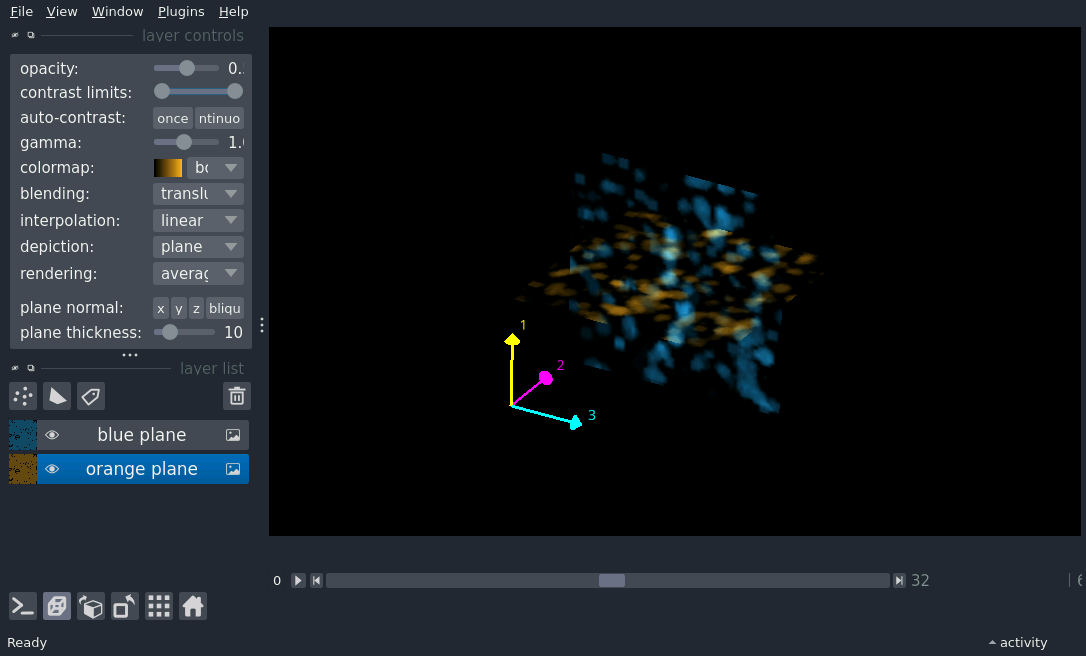 File View Window Plugins Help
layer controls
opacity: 0.
contrast limits:
auto-contrast: once ntinuo
gamma: 1.
colormap: bo
blending: translu
interpolation: linear
depiction: plane
rendering: averag
plane normal: x y z bliqu
plane thickness: 10
layer list
blue plane
orange plane
1
2
3
0 32
Ready activity